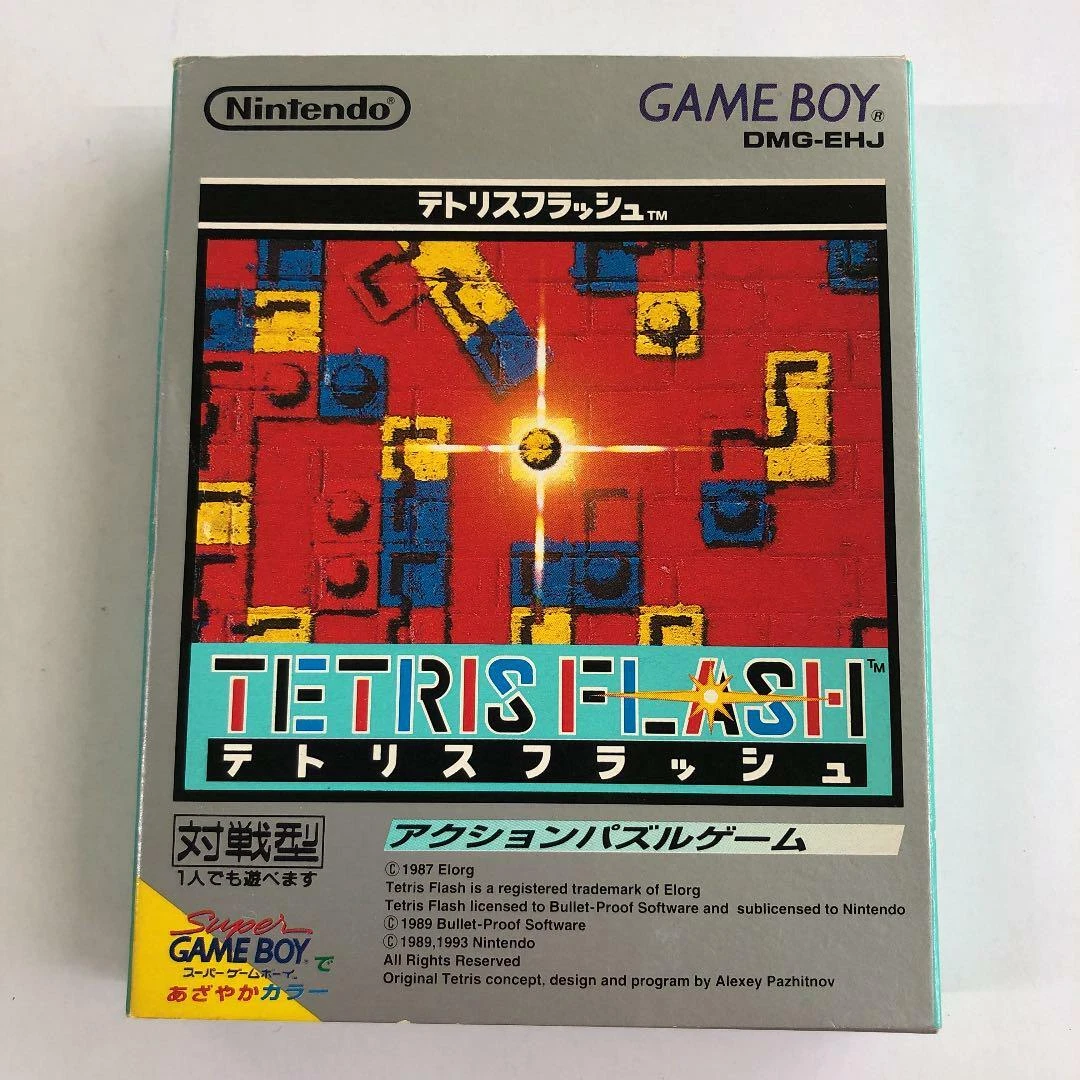 Nintendo®
GAME BOY®
DMG-EHJ
テトリスフラッシュ™
TETRIS FLASH™
テトリスフラッシュ
対戦型
1人でも遊べます
アクションパズルゲーム
©1987 Elorg
Tetris Flash is a registered trademark of Elorg
Tetris Flash licensed to Bullet-Proof Software and sublicensed to Nintendo
©1989 Bullet-Proof Software
©1989,1993 Nintendo
All Rights Reserved
Original Tetris concept, design and program by Alexey Pazhitnov
Super
GAME BOY®で
スーパーゲームボーイ™
あざやかカラー